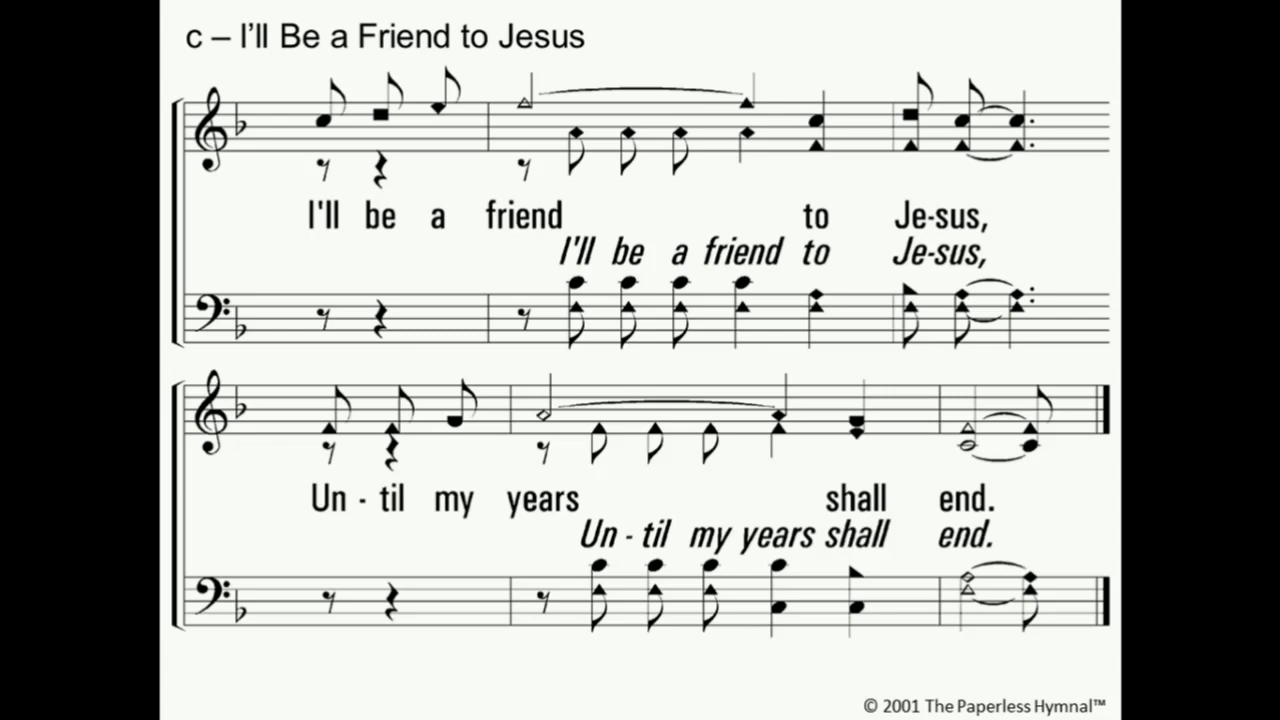 c – I'll Be a Friend to Jesus
I'll be a friend to Je-sus,
I'll be a friend to Je-sus,
Un - til my years shall end.
Un - til my years shall end.
© 2001 The Paperless Hymnal™